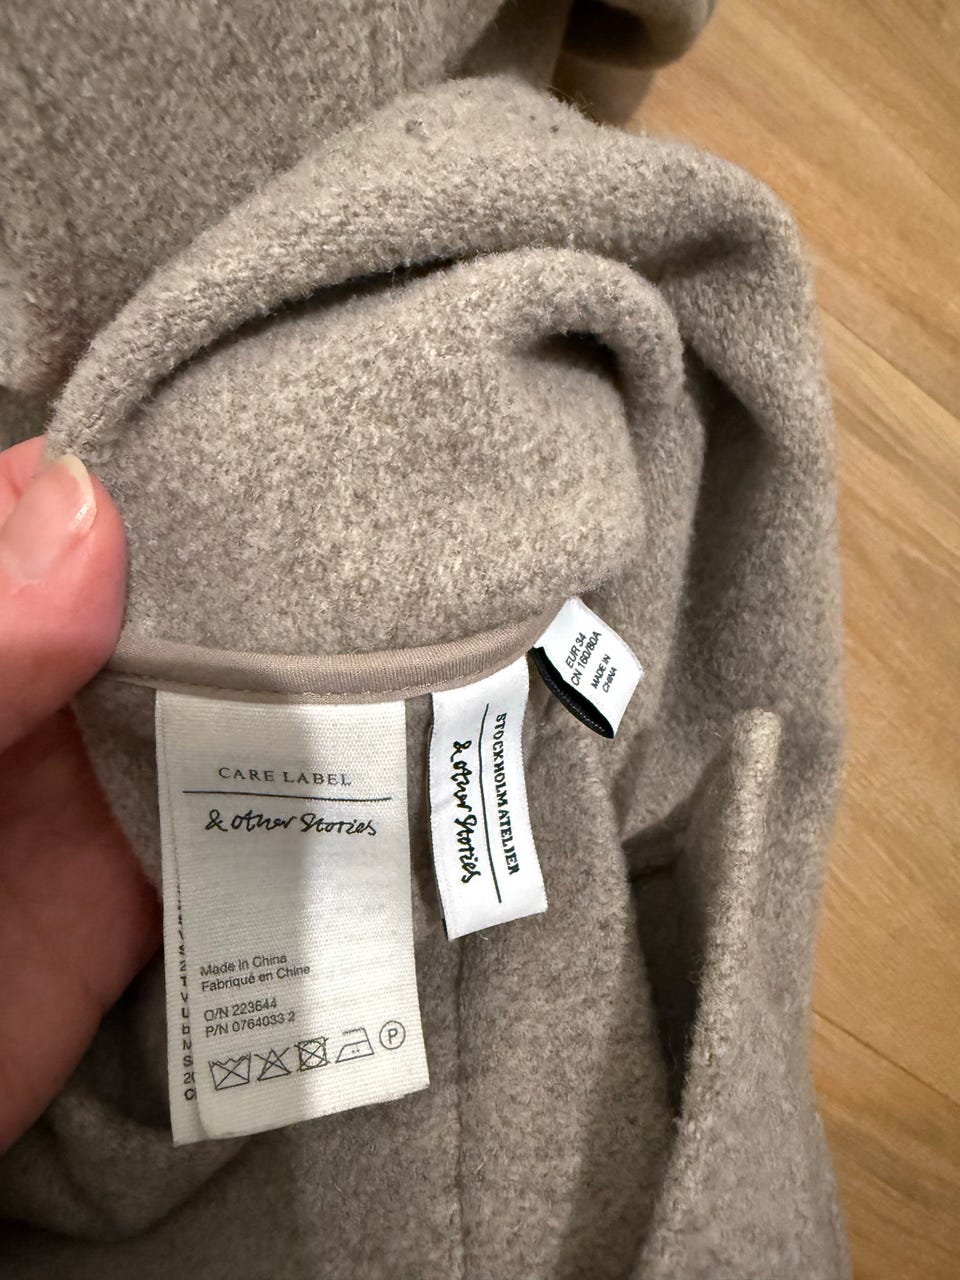 CARE LABEL
& other Stories
Made in China
Fabriqué en Chine
O/N 223644
P/N 0764033 2
P
STOCKHOLM ATELIER
& other Stories
EUR 34
CN 160/80A
MADE IN
CHINA